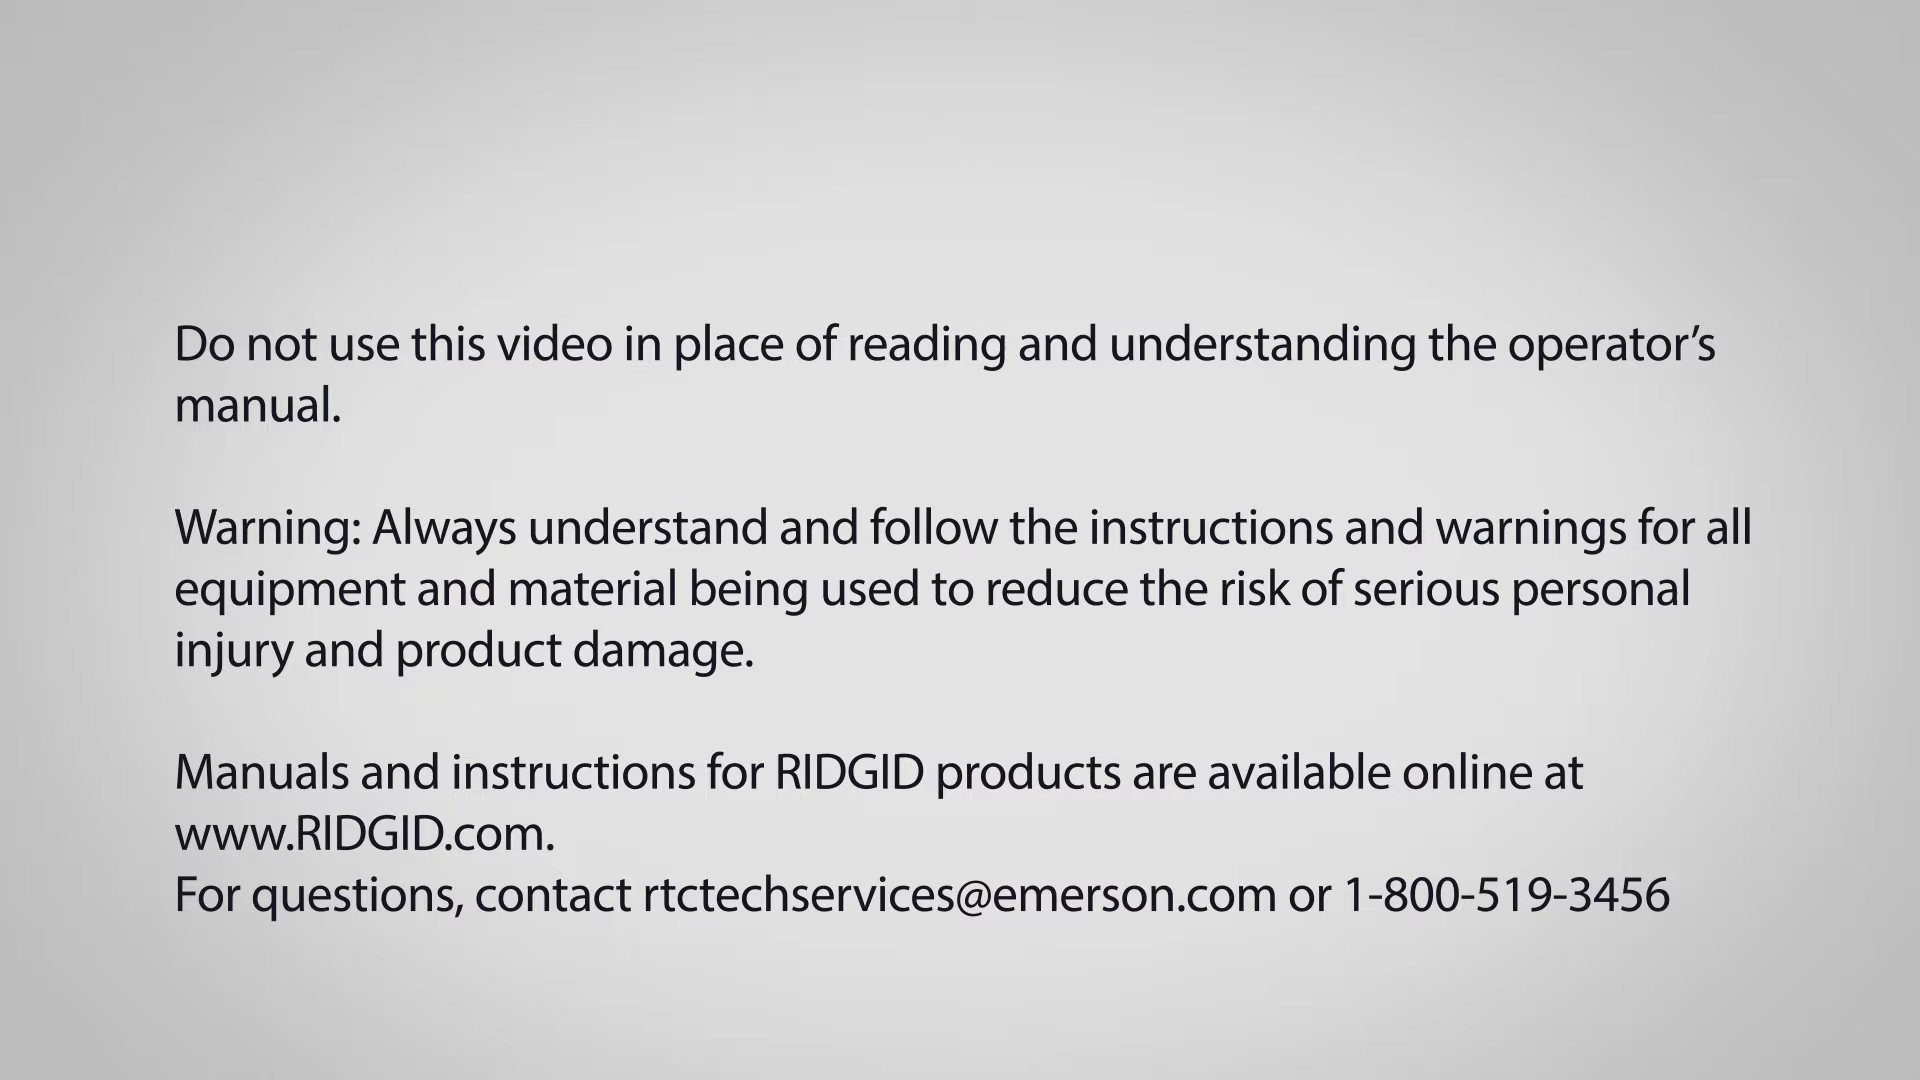 Do not use this video in place of reading and understanding the operator’s
manual.
Warning: Always understand and follow the instructions and warnings for all
equipment and material being used to reduce the risk of serious personal
injury and product damage.
Manuals and instructions for RIDGID products are available online at
www.RIDGID.com.
For questions, contact rtctechservices@emerson.com or 1-800-519-3456